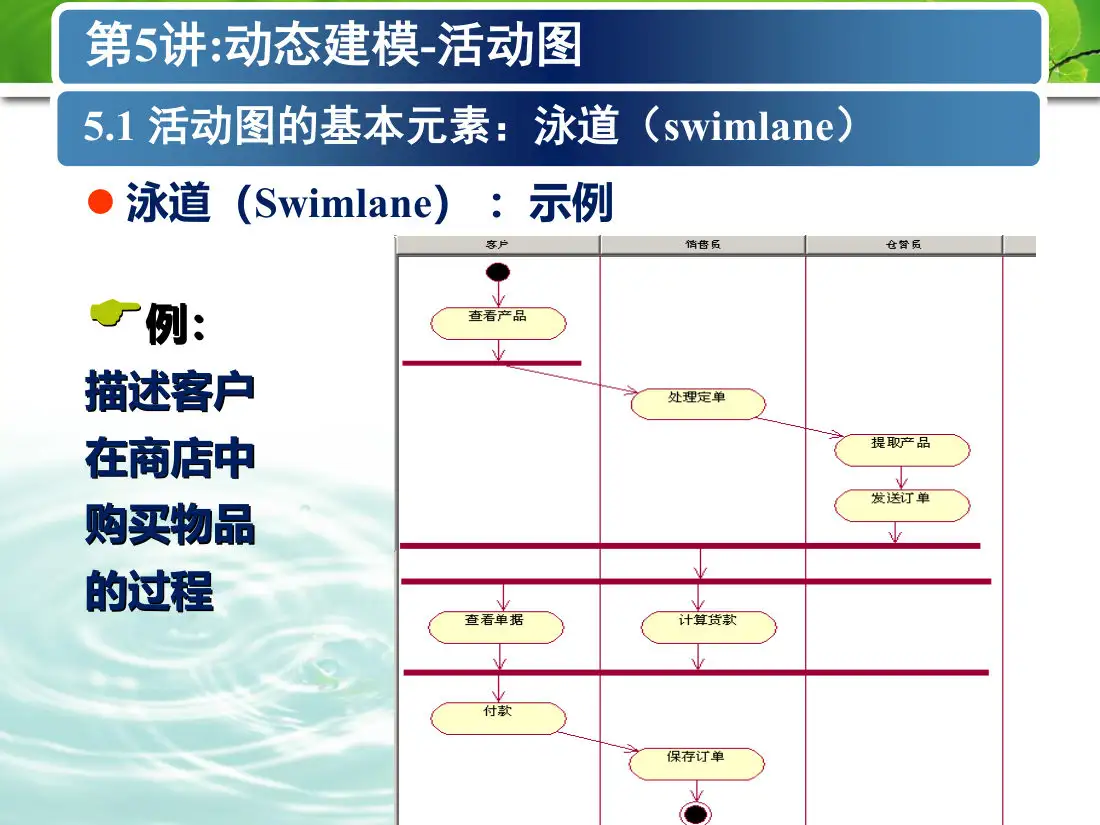 第5讲:动态建模-活动图
5.1 活动图的基本元素：泳道（swimlane）
泳道（Swimlane）：示例
例：
描述客户
在商店中
购买物品
的过程
客户 销售员 仓管员
查看产品
处理定单
提取产品
发送订单
查看单据 计算货款
付款
保存订单